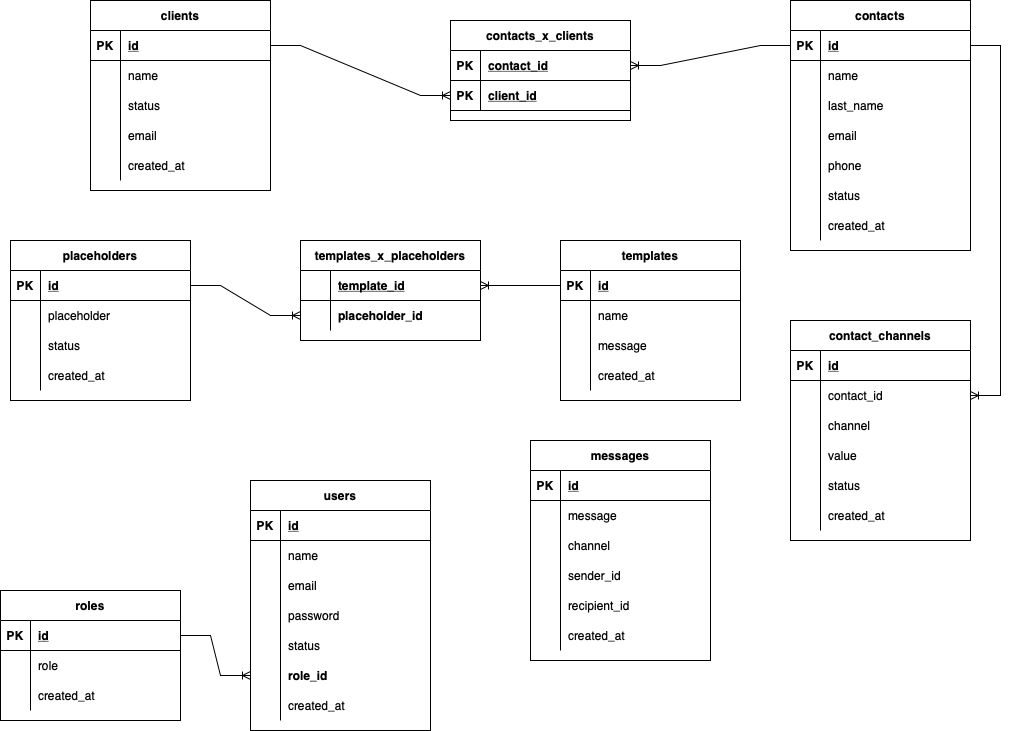 clients
PK id
name
status
email
created_at
contacts_x_clients
PK contact_id
PK client_id
contacts
PK id
name
last_name
email
phone
status
created_at
placeholders
PK id
placeholder
status
created_at
templates_x_placeholders
template_id
placeholder_id
templates
PK id
name
message
created_at
contact_channels
PK id
contact_id
channel
value
status
created_at
messages
PK id
message
channel
sender_id
recipient_id
created_at
users
PK id
name
email
password
status
role_id
created_at
roles
PK id
role
created_at